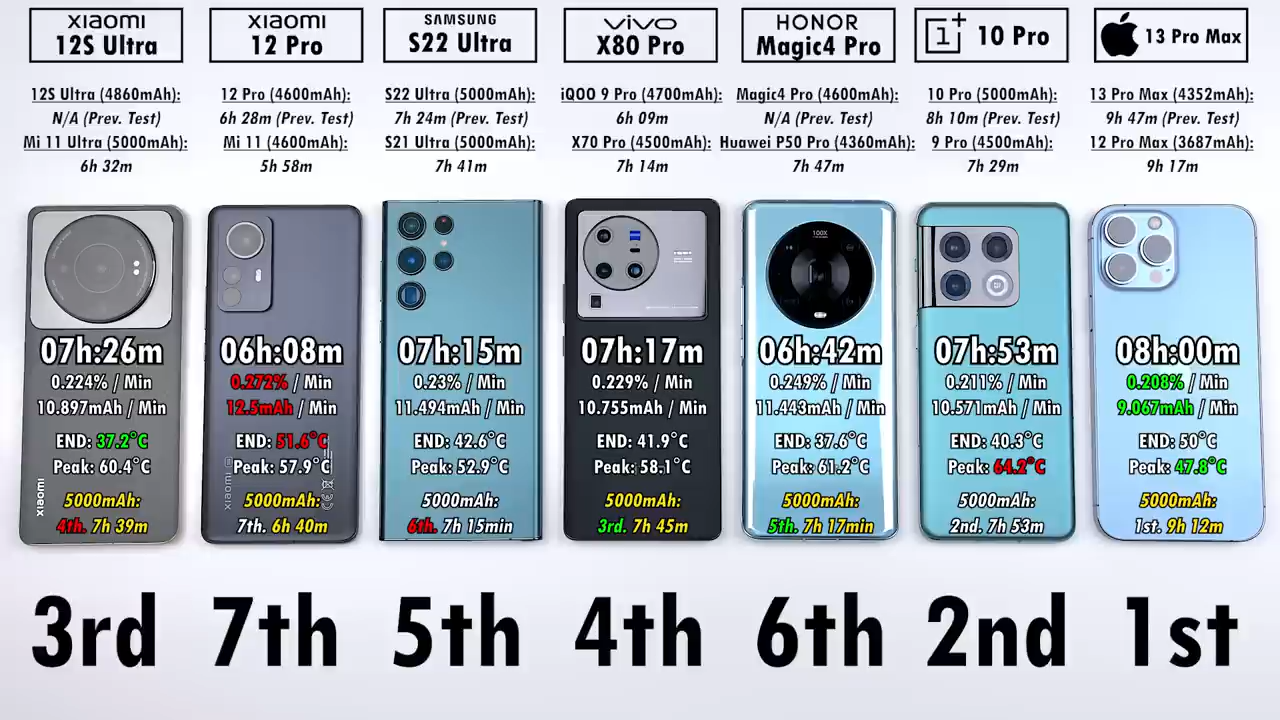 XIAOMI
12S Ultra
12S Ultra (4860mAh):
N/A (Prev. Test)
Mi 11 Ultra (5000mAh):
6h 32m
07h:26m
0.224% / Min
10.897mAh / Min
END: 37.2°C
Peak: 60.4°C
xiaomi
5000mAh:
4th. 7h 39m
3rd
XIAOMI
12 Pro
12 Pro (4600mAh):
6h 28m (Prev. Test)
Mi 11 (4600mAh):
5h 58m
06h:08m
0.272% / Min
12.5mAh / Min
END: 51.6°C
Peak: 57.9°C
xiaomi
5000mAh:
7th. 6h 40m
7th
SAMSUNG
S22 Ultra
S22 Ultra (5000mAh):
7h 24m (Prev. Test)
S21 Ultra (5000mAh):
7h 41m
07h:15m
0.23% / Min
11.494mAh / Min
END: 42.6°C
Peak: 52.9°C
5000mAh:
6th. 7h 15min
5th
vivo
X80 Pro
iQOO 9 Pro (4700mAh):
6h 09m
X70 Pro (4500mAh):
7h 14m
07h:17m
0.229% / Min
10.755mAh / Min
END: 41.9°C
Peak: 58.1°C
5000mAh:
3rd. 7h 45m
4th
HONOR
Magic4 Pro
Magic4 Pro (4600mAh):
N/A (Prev. Test)
Huawei P50 Pro (4360mAh):
7h 47m
100X
06h:42m
0.249% / Min
11.443mAh / Min
END: 37.6°C
Peak: 61.2°C
5000mAh:
5th. 7h 17min
6th
1+ 10 Pro
10 Pro (5000mAh):
8h 10m (Prev. Test)
9 Pro (4500mAh):
7h 29m
07h:53m
0.211% / Min
10.571mAh / Min
END: 40.3°C
Peak: 64.2°C
5000mAh:
2nd. 7h 53m
2nd
13 Pro Max
13 Pro Max (4352mAh):
9h 47m (Prev. Test)
12 Pro Max (3687mAh):
9h 17m
08h:00m
0.208% / Min
9.067mAh / Min
END: 50°C
Peak: 47.8°C
5000mAh:
1st. 9h 12m
1st